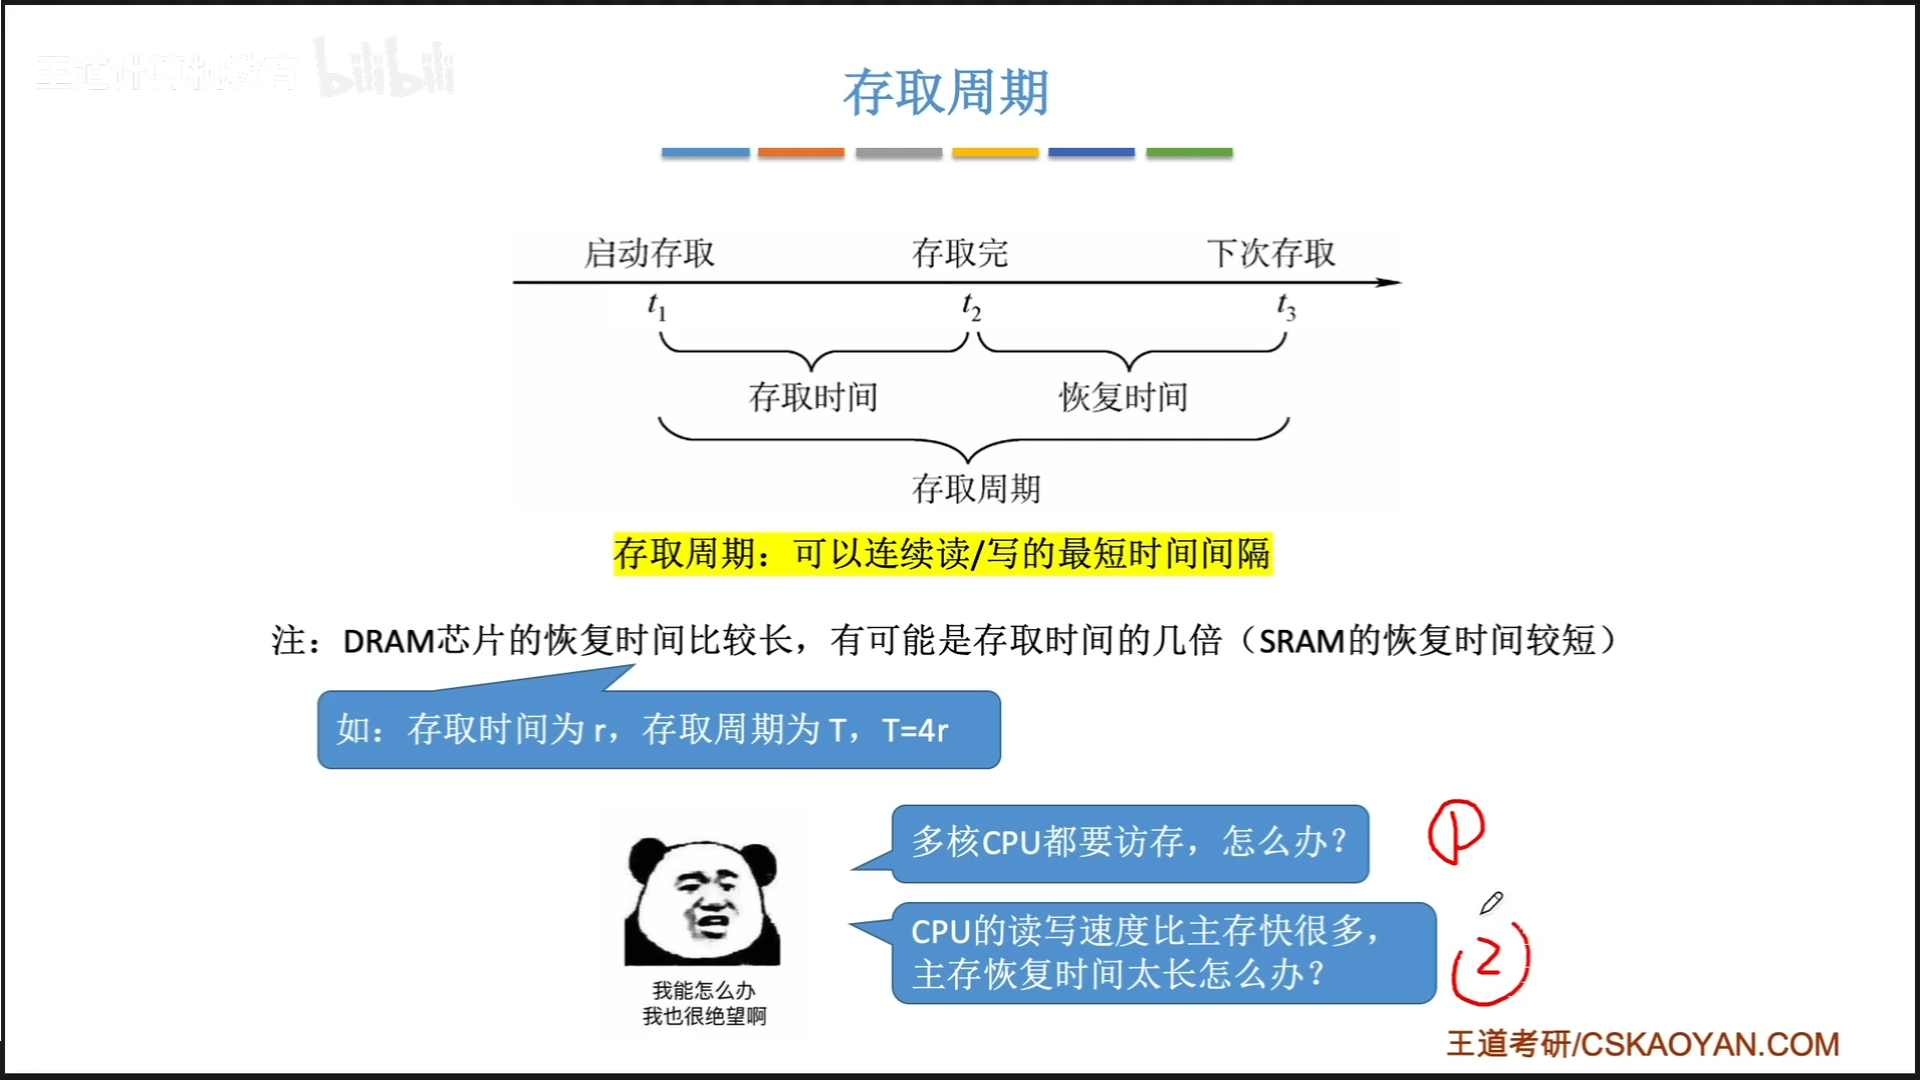 王道计算机教育 bilibili
存取周期
启动存取 存取完 下次存取
t1 t2 t3
存取时间 恢复时间
存取周期
存取周期：可以连续读/写的最短时间间隔
注：DRAM芯片的恢复时间比较长，有可能是存取时间的几倍（SRAM的恢复时间较短）
如：存取时间为 r，存取周期为 T，T=4r
多核CPU都要访存，怎么办？
①
CPU的读写速度比主存快很多，
主存恢复时间太长怎么办？
②
我能怎么办
我也很绝望啊
王道考研/CSKAOYAN.COM